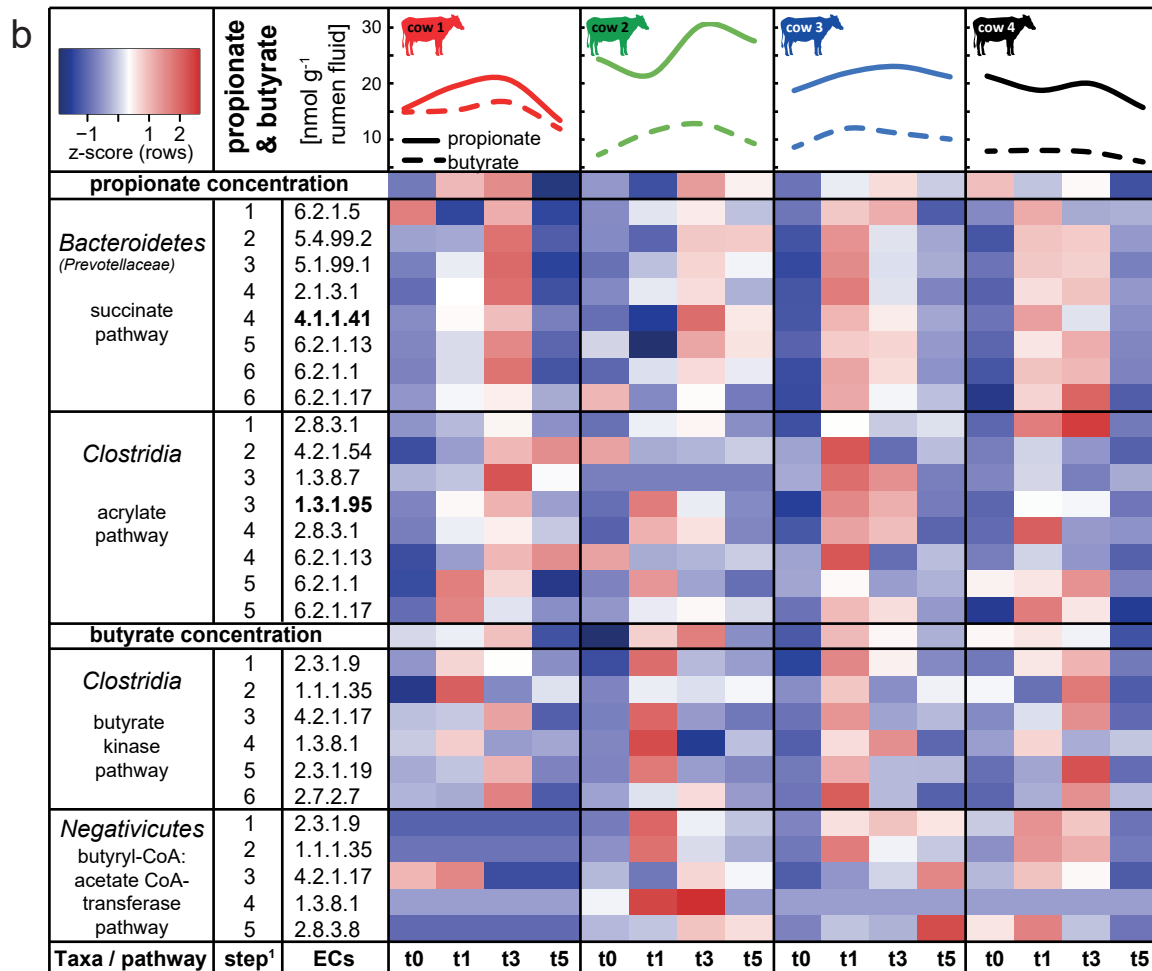 b
−1 1 2
z-score (rows)
propionate
& butyrate
[nmol g-1
rumen fluid]
30
20
10
cow 1
cow 2
cow 3
cow 4
propionate
butyrate
propionate concentration
Bacteroidetes
(Prevotellaceae)
succinate
pathway
1 6.2.1.5
2 5.4.99.2
3 5.1.99.1
4 2.1.3.1
4 4.1.1.41
5 6.2.1.13
6 6.2.1.1
6 6.2.1.17
Clostridia
acrylate
pathway
1 2.8.3.1
2 4.2.1.54
3 1.3.8.7
3 1.3.1.95
4 2.8.3.1
4 6.2.1.13
5 6.2.1.1
5 6.2.1.17
butyrate concentration
Clostridia
butyrate
kinase
pathway
1 2.3.1.9
2 1.1.1.35
3 4.2.1.17
4 1.3.8.1
5 2.3.1.19
6 2.7.2.7
Negativicutes
butyryl-CoA:
acetate CoA-
transferase
pathway
1 2.3.1.9
2 1.1.1.35
3 4.2.1.17
4 1.3.8.1
5 2.8.3.8
Taxa / pathway step1 ECs t0 t1 t3 t5 t0 t1 t3 t5 t0 t1 t3 t5 t0 t1 t3 t5